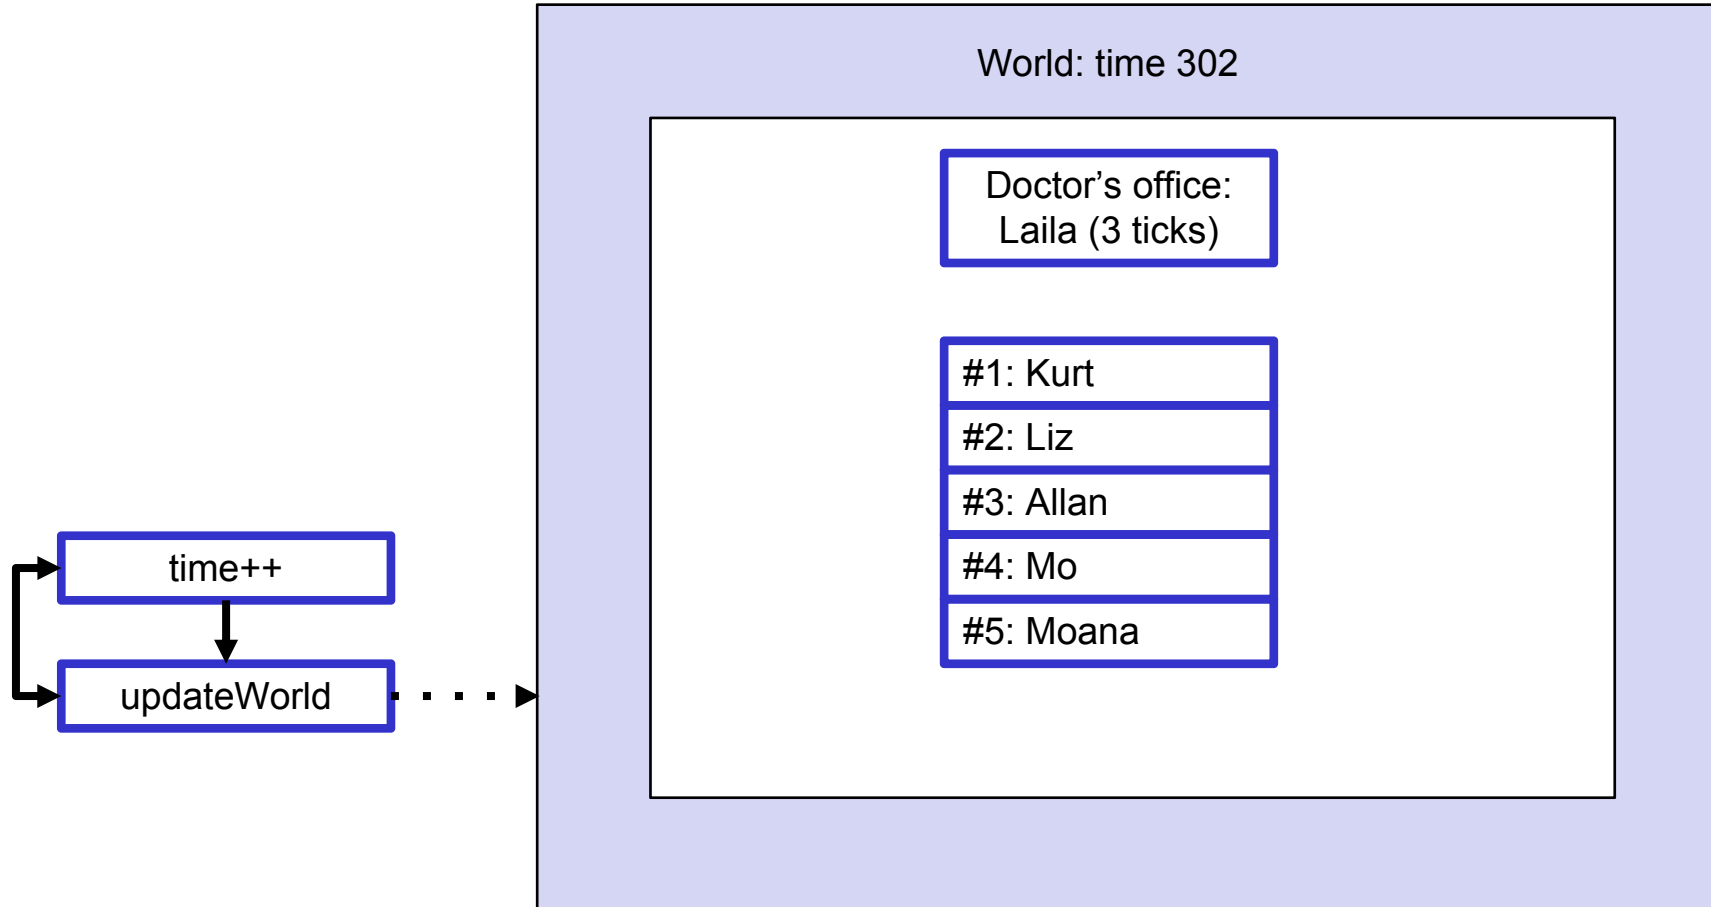 World: time 302
Doctor’s office:
Laila (3 ticks)
#1: Kurt
#2: Liz
#3: Allan
#4: Mo
#5: Moana
time++
updateWorld